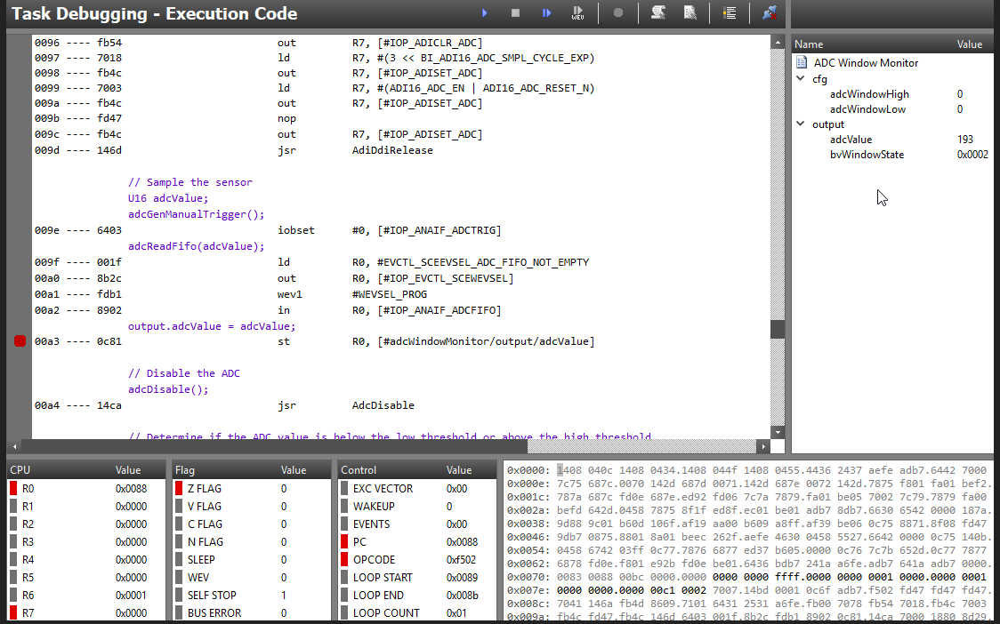 Task Debugging - Execution Code
WEV
0096 ---- fb54 out R7, [#IOP_ADICLR_ADC]
0097 ---- 7018 ld R7, #(3 << BI_ADI16_ADC_SMPL_CYCLE_EXP)
0098 ---- fb4c out R7, [#IOP_ADISET_ADC]
0099 ---- 7003 ld R7, #(ADI16_ADC_EN | ADI16_ADC_RESET_N)
009a ---- fb4c out R7, [#IOP_ADISET_ADC]
009b ---- fd47 nop
009c ---- fb4c out R7, [#IOP_ADISET_ADC]
009d ---- 146d jsr AdiDdiRelease
// Sample the sensor
U16 adcValue;
adcGenManualTrigger();
009e ---- 6403 iobset #0, [#IOP_ANAIF_ADCTRIG]
adcReadFifo(adcValue);
009f ---- 001f ld R0, #EVCTL_SCEEVSEL_ADC_FIFO_NOT_EMPTY
00a0 ---- 8b2c out R0, [#IOP_EVCTL_SCEWEVSEL]
00a1 ---- fdb1 wev1 #WEVSEL_PROG
00a2 ---- 8902 in R0, [#IOP_ANAIF_ADCFIFO]
output.adcValue = adcValue;
00a3 ---- 0c81 st R0, [#adcWindowMonitor/output/adcValue]
// Disable the ADC
adcDisable();
00a4 ---- 14ca jsr AdcDisable
// Determine if the ADC value is below the low threshold or above the high threshold
Name Value
ADC Window Monitor
cfg
adcWindowHigh 0
adcWindowLow 0
output
adcValue 193
bvWindowState 0x0002
CPU Value
R0 0x0088
R1 0x0000
R2 0x0000
R3 0x0000
R4 0x0000
R5 0x0000
R6 0x0001
R7 0x0000
Flag Value
Z FLAG 0
V FLAG 0
C FLAG 0
N FLAG 0
SLEEP 0
WEV 0
SELF STOP 1
BUS ERROR 0
Control Value
EXC VECTOR 0x00
WAKEUP 0
EVENTS 0x00
PC 0x0088
OPCODE 0xf502
LOOP START 0x0089
LOOP END 0x008b
LOOP COUNT 0x01
0x0000: 1408 040c 1408 0434.1408 044f 1408 0455.4436 2437 aefe adb7.6442 7000
0x000e: 7c75 687c.0070 142d 687d 0071.142d 687e 0072 142d.7875 f801 fa01 bef2.
0x001c: 787a 687c fd0e 687e.ed92 fd06 7c7a 7879.fa01 be05 7002 7c79.7879 fa00
0x002a: befd 642d.0458 7875 8f1f ed8f.ec01 be01 adb7 8db7.6630 6542 0000 187a.
0x0038: 9d88 9c01 b60d 106f.af19 aa00 b609 a8ff.af39 be06 0c75 8871.8f08 fd47
0x0046: 9db7 0875.8801 8a01 beec 262f.aefe 4630 0458 5527.6642 0000 0c75 140b.
0x0054: 0458 6742 03ff 0c77.7876 6877 ed37 b605.0000 0c76 7c7b 652d.0c77 7877
0x0062: 6878 fd0e.f801 e92b fd0e be01.6436 bdb7 241a a6fe.adb7 641a adb7 0000.
0x0070: 0083 0088 00bc 0000.0000 0000 0000 ffff.0000 0000 0001 0000.0000 0001
0x007e: 0000 0000.0000 00c1 0002 7007.14bd 0001 0c6f adb7.f502 fd47 fd47 fd47.
0x008c: 7041 146a fb4d 8609.7101 6431 2531 a6fe.fb00 7078 fb54 7018.fb4c 7003
0x009a: fb4c fd47.fb4c 146d 6403 001f.8b2c fdb1 8902 0c81.14ca 7000 1880 8d29.